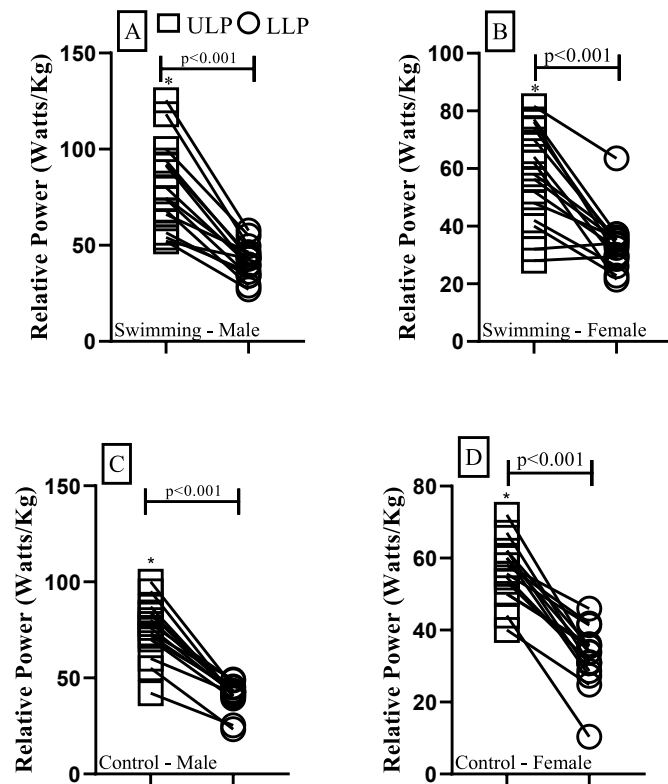 A ULP LLP
p<0.001
*
Relative Power (Watts/Kg)
150
100
50
0
Swimming - Male
B
p<0.001
*
Relative Power (Watts/Kg)
100
80
60
40
20
0
Swimming - Female
C
p<0.001
*
Relative Power (Watts/Kg)
150
100
50
0
Control - Male
D
p<0.001
*
Relative Power (Watts/Kg)
80
60
40
20
0
Control - Female